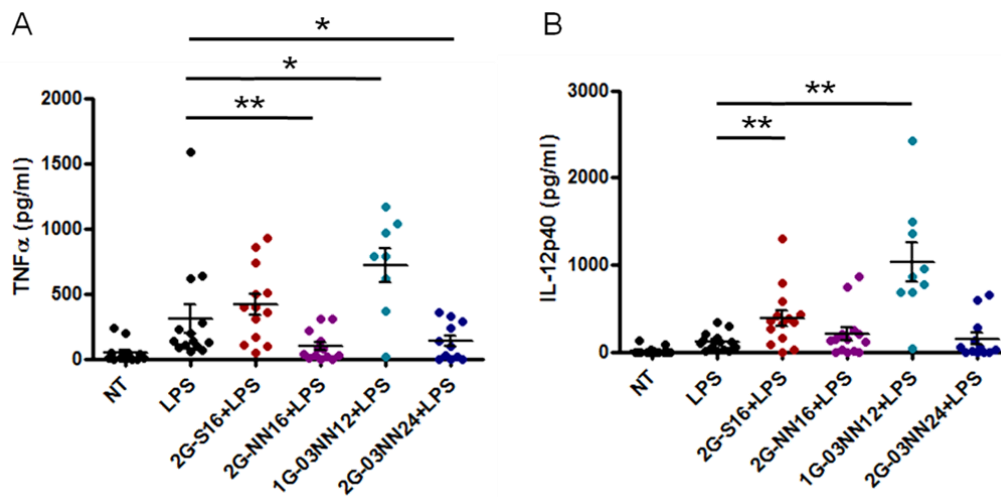 A
*
*
**
2000
1500
1000
500
0
TNFα (pg/ml)
NT
LPS
2G-S16+LPS
2G-NN16+LPS
1G-03NN12+LPS
2G-03NN24+LPS
B
**
**
3000
2000
1000
0
IL-12p40 (pg/ml)
NT
LPS
2G-S16+LPS
2G-NN16+LPS
1G-03NN12+LPS
2G-03NN24+LPS